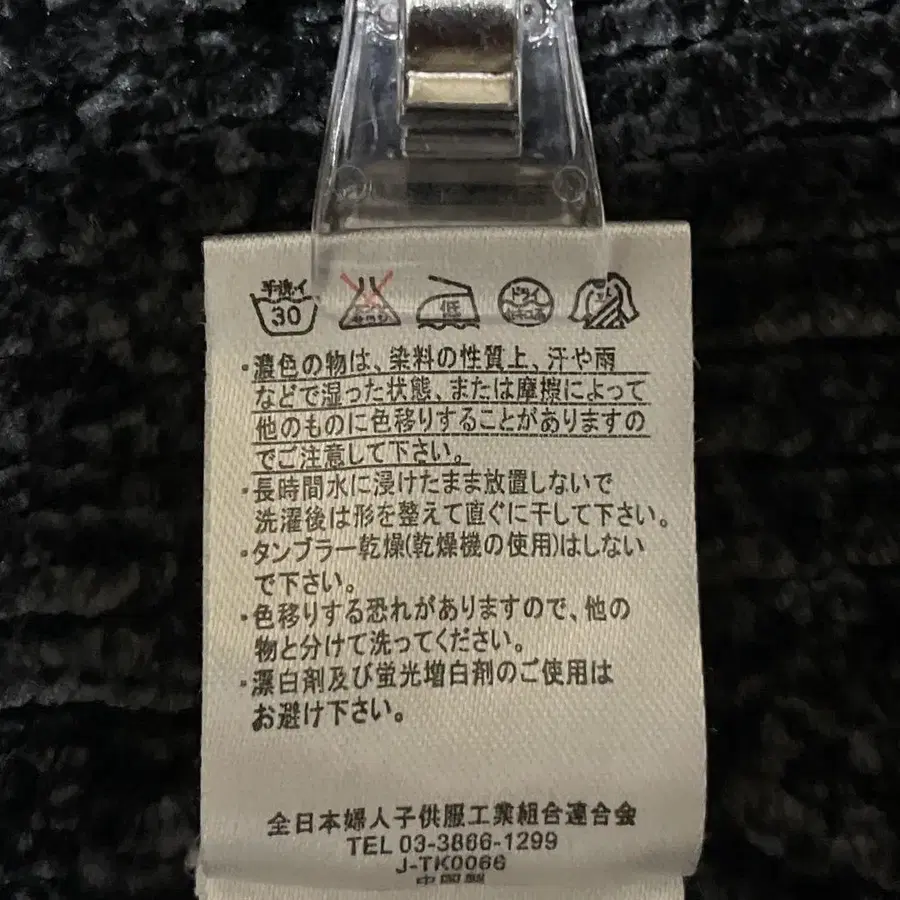 手洗イ
30
低
ドライ
・濃色の物は、染料の性質上、汗や雨
などで湿った状態、または摩擦によって
他のものに色移りすることがありますの
でご注意して下さい。
・長時間水に浸けたまま放置しないで
洗濯後は形を整えて直ぐに干して下さい。
・タンブラー乾燥(乾燥機の使用)はしない
で下さい。
・色移りする恐れがありますので、他の
物と分けて洗ってください。
・漂白剤及び蛍光増白剤のご使用は
お避け下さい。
全日本婦人子供服工業組合連合会
TEL 03-3866-1299
J-TK0066
中国製